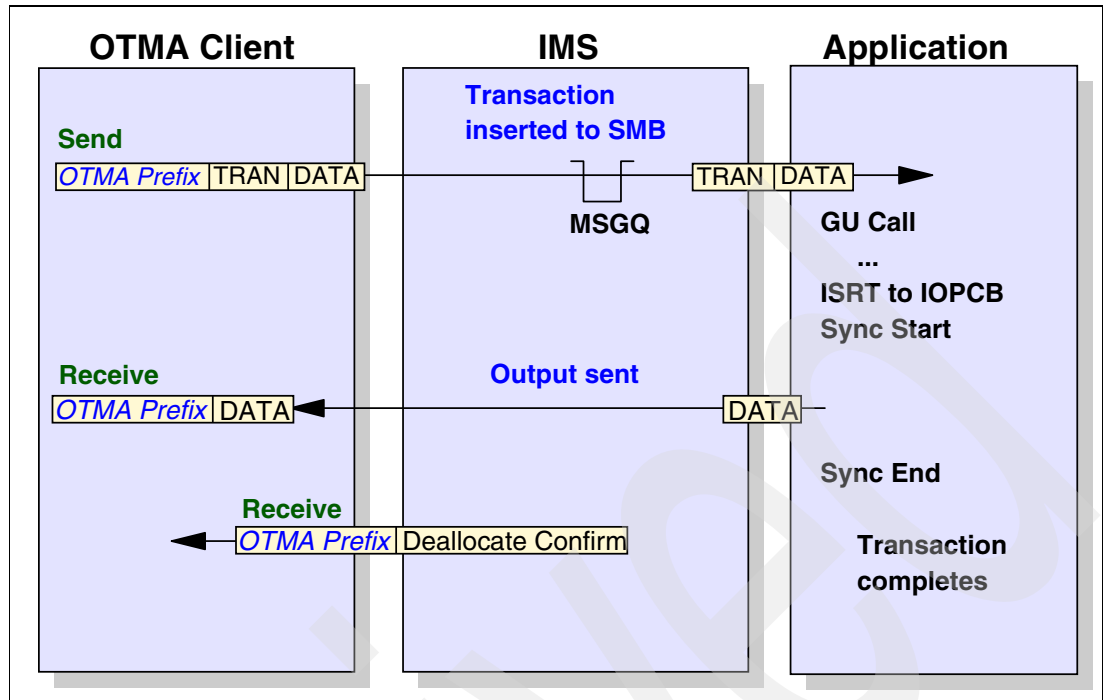 OTMA Client
IMS
Application
Transaction
inserted to SMB
Send
OTMA Prefix TRAN DATA
TRAN DATA
MSGQ
GU Call
...
ISRT to IOPCB
Sync Start
Receive
Output sent
OTMA Prefix DATA
DATA
Sync End
Receive
OTMA Prefix Deallocate Confirm
Transaction
completes